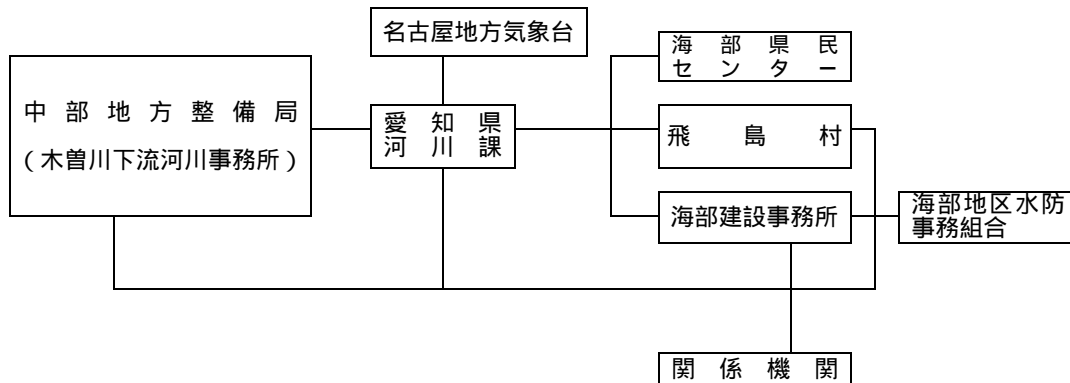 名古屋地方気象台
海部県民
センター
中部地方整備局
(木曽川下流河川事務所)
愛知県
河川課
飛島村
海部建設事務所
海部地区水防
事務組合
関係機関